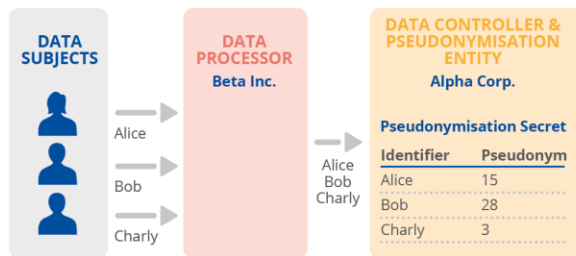 DATA
SUBJECTS
Alice
Bob
Charly
DATA
PROCESSOR
Beta Inc.
Alice
Bob
Charly
DATA CONTROLLER &
PSEUDONYMISATION
ENTITY
Alpha Corp.
Pseudonymisation Secret
Identifier Pseudonym
Alice 15
Bob 28
Charly 3